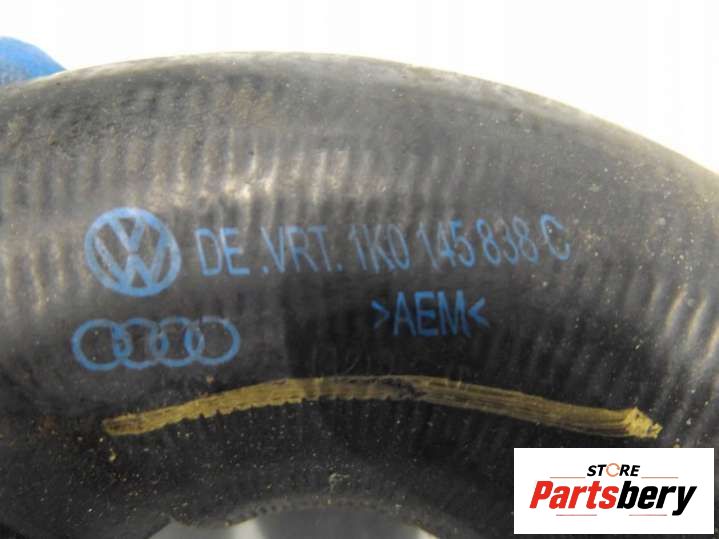 DE.VRT. 1K0 145 838 C
>AEM<
STORE
Partsbery